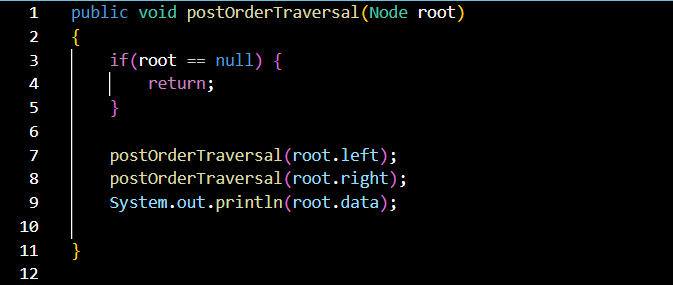 1 public void postOrderTraversal(Node root)
2 {
3     if(root == null) {
4         return;
5     }
6
7     postOrderTraversal(root.left);
8     postOrderTraversal(root.right);
9     System.out.println(root.data);
10
11 }
12